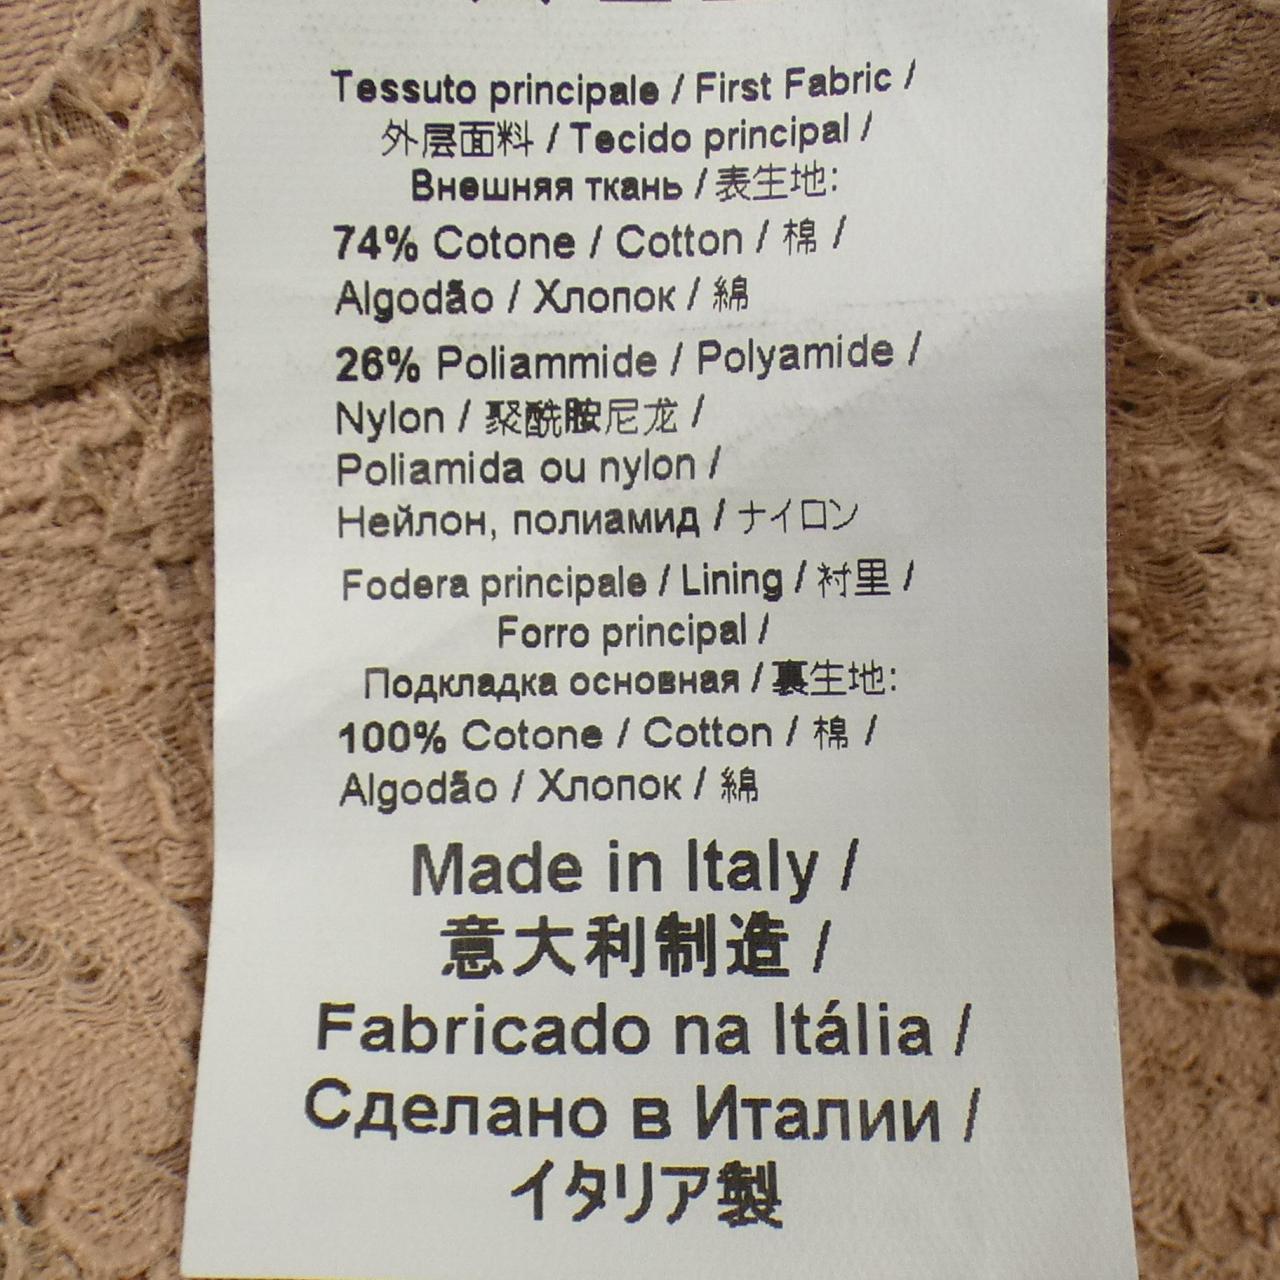 Tessuto principale / First Fabric /
外层面料 / Tecido principal /
Внешняя ткань / 表生地:
74% Cotone / Cotton / 棉 /
Algodão / Хлопок / 綿
26% Poliammide / Polyamide /
Nylon / 聚酰胺尼龙 /
Poliamida ou nylon /
Нейлон, полиамид / ナイロン
Fodera principale / Lining / 衬里 /
Forro principal /
Подкладка основная / 裏生地:
100% Cotone / Cotton / 棉 /
Algodão / Хлопок / 綿
Made in Italy /
意大利制造 /
Fabricado na Itália /
Сделано в Италии /
イタリア製